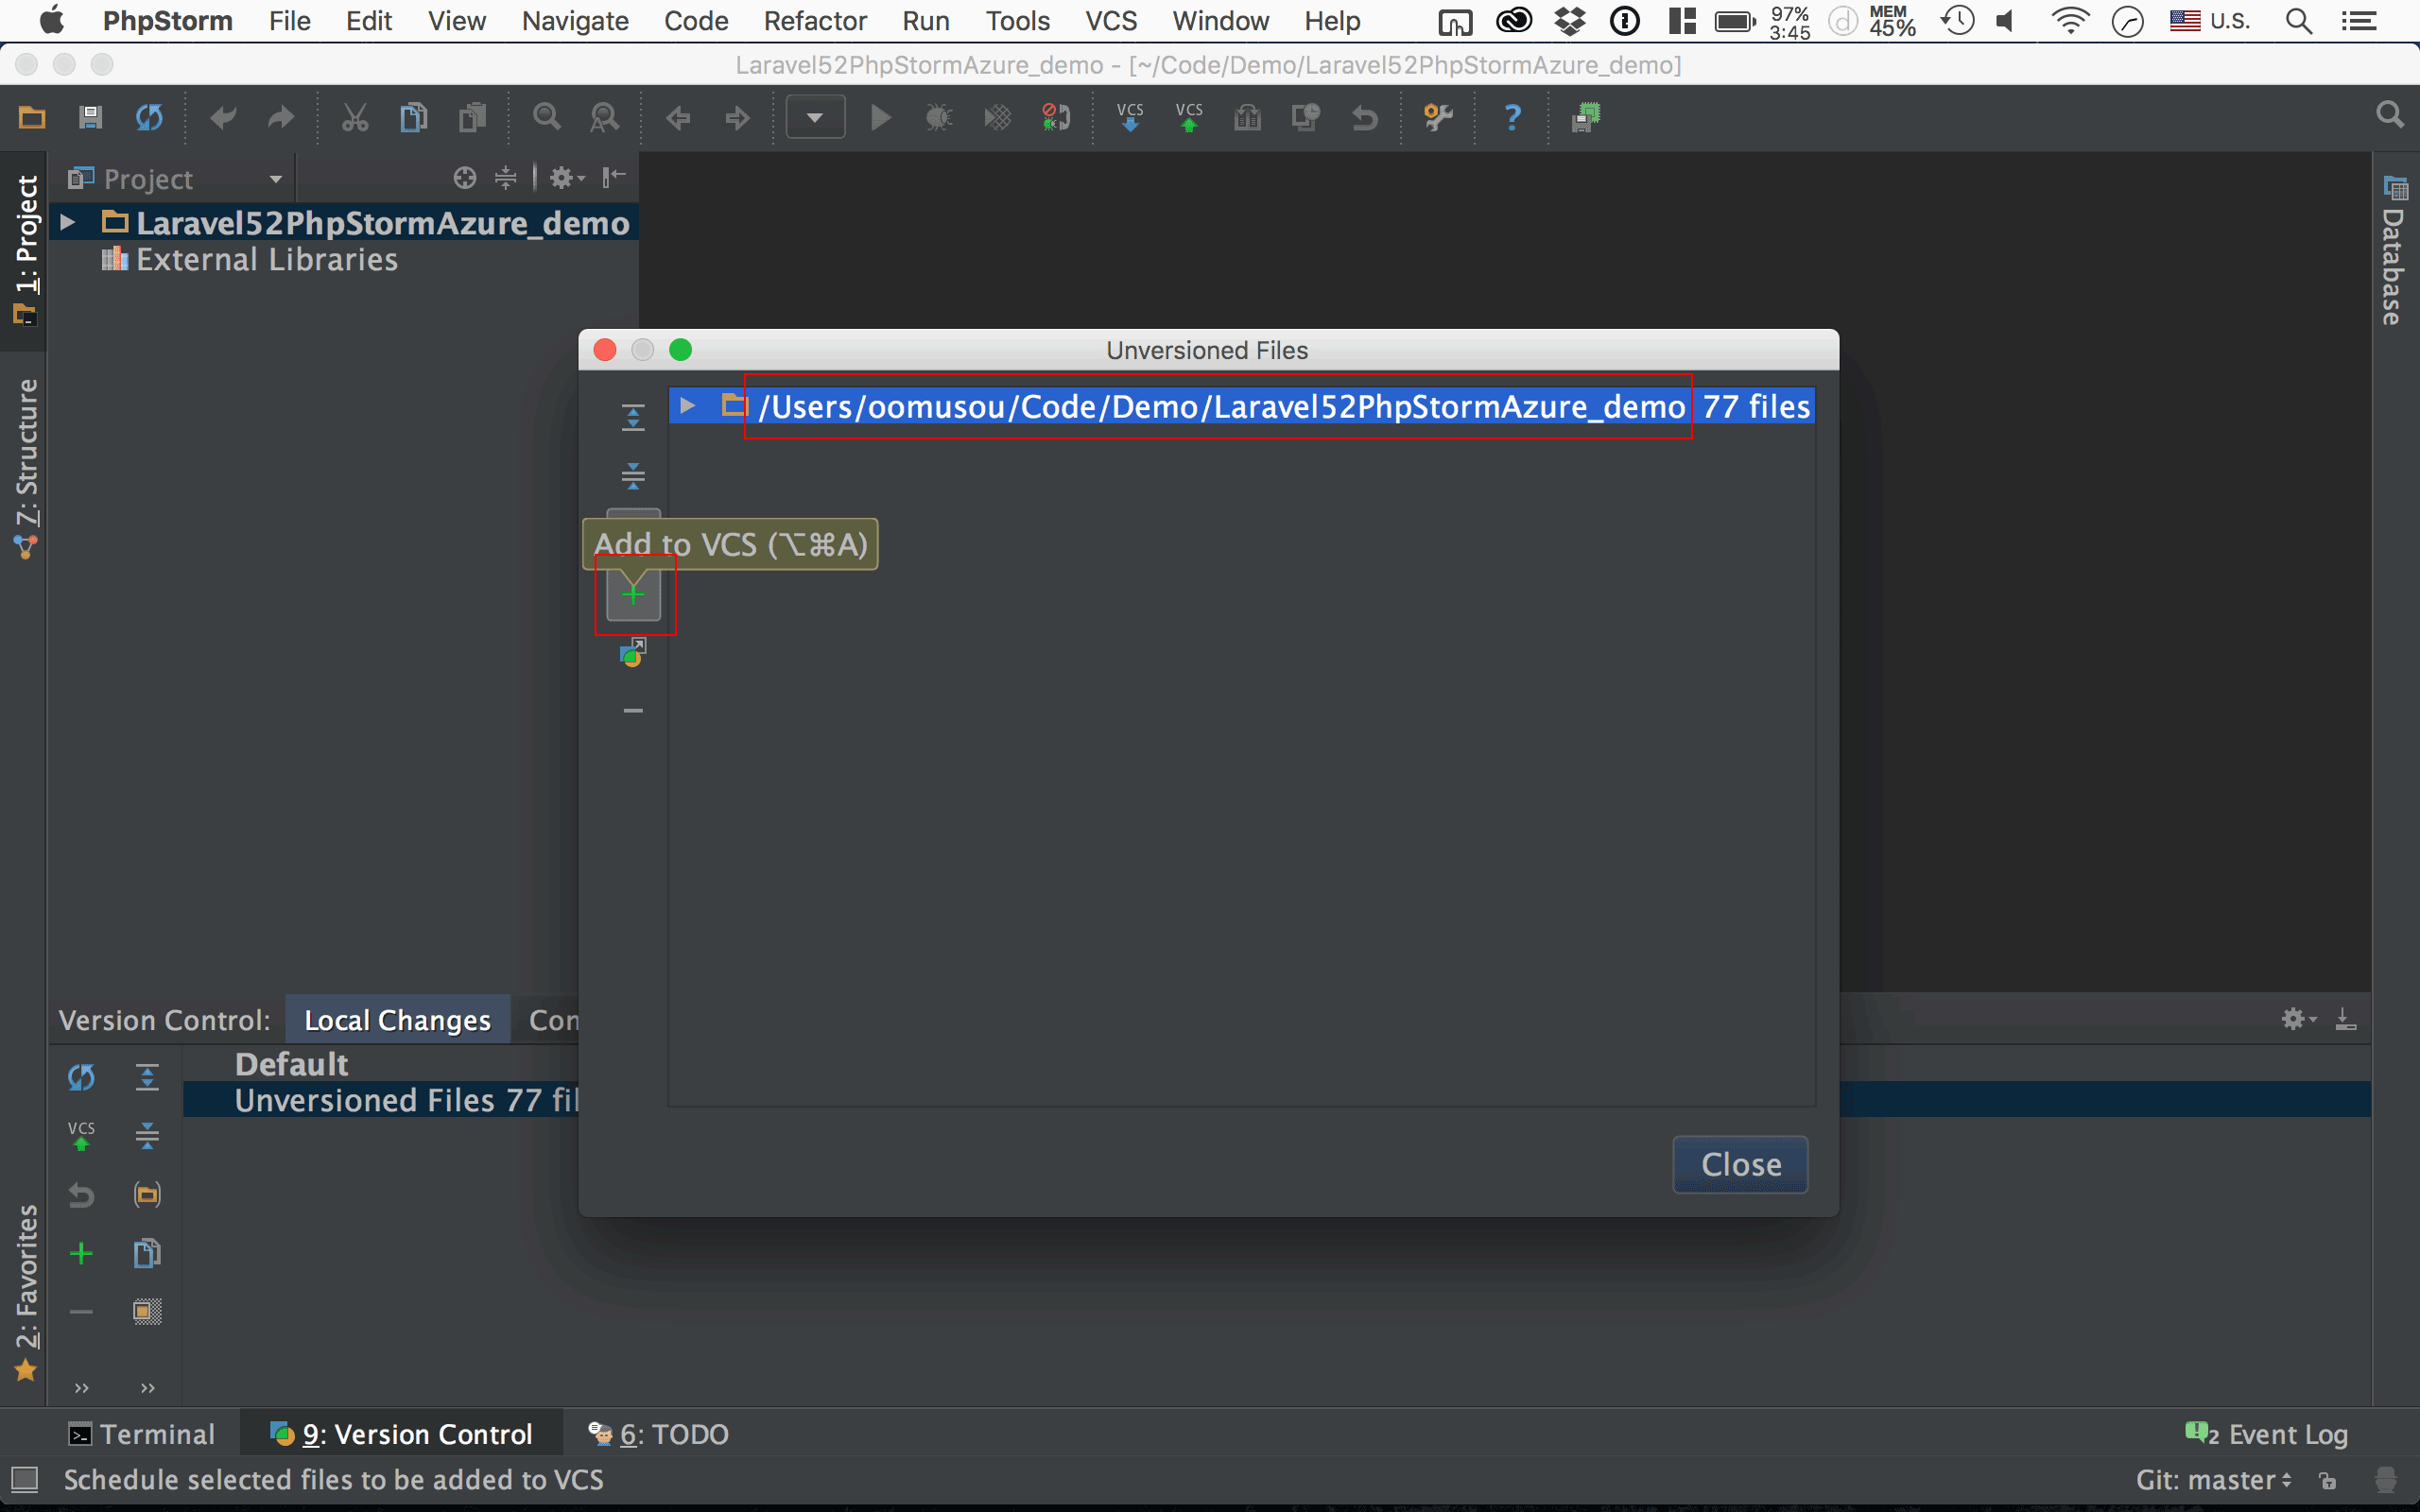 PhpStorm File Edit View Navigate Code Refactor Run Tools VCS Window Help 97% 3:45 MEM 45% U.S.
Laravel52PhpStormAzure_demo - [~/Code/Demo/Laravel52PhpStormAzure_demo]
VCS VCS
1: Project
Project
Laravel52PhpStormAzure_demo
External Libraries
7: Structure
Database
Unversioned Files
/Users/oomusou/Code/Demo/Laravel52PhpStormAzure_demo 77 files
Add to VCS (⌥⌘A)
Close
Version Control: Local Changes
Default
Unversioned Files 77
VCS
2: Favorites
Terminal 9: Version Control 6: TODO 2 Event Log
Schedule selected files to be added to VCS Git: master